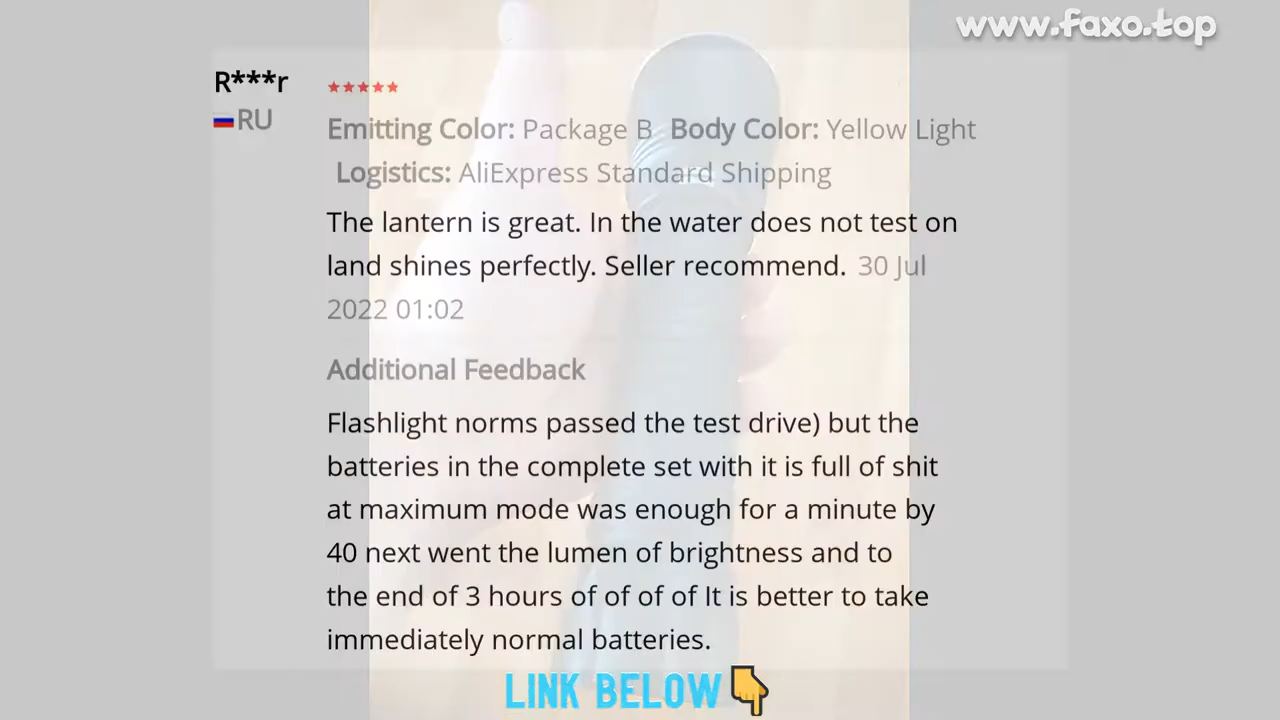 www.faxo.top
R***r
RU
Emitting Color: Package B Body Color: Yellow Light
Logistics: AliExpress Standard Shipping
The lantern is great. In the water does not test on
land shines perfectly. Seller recommend. 30 Jul
2022 01:02
Additional Feedback
Flashlight norms passed the test drive) but the
batteries in the complete set with it is full of shit
at maximum mode was enough for a minute by
40 next went the lumen of brightness and to
the end of 3 hours of of of of It is better to take
immediately normal batteries.
LINK BELOW